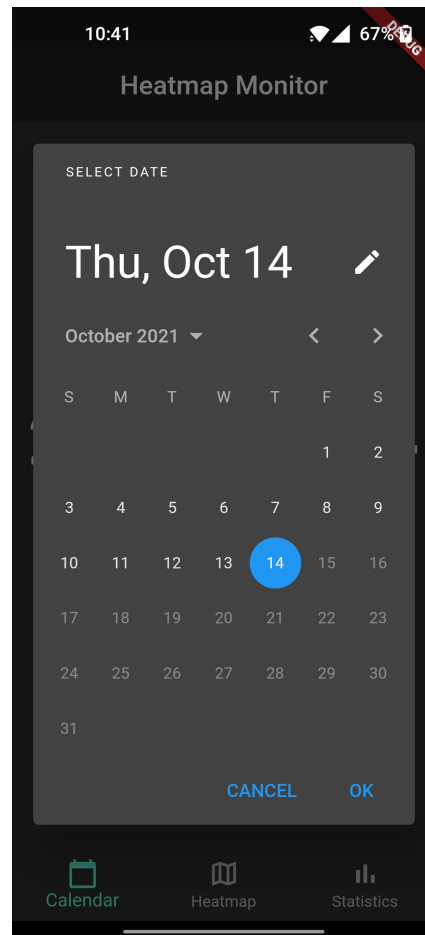 10:41 67%
DEBUG
Heatmap Monitor
SELECT DATE
Thu, Oct 14
October 2021
S M T W T F S
1 2
3 4 5 6 7 8 9
10 11 12 13 14 15 16
17 18 19 20 21 22 23
24 25 26 27 28 29 30
31
CANCEL OK
Calendar Heatmap Statistics